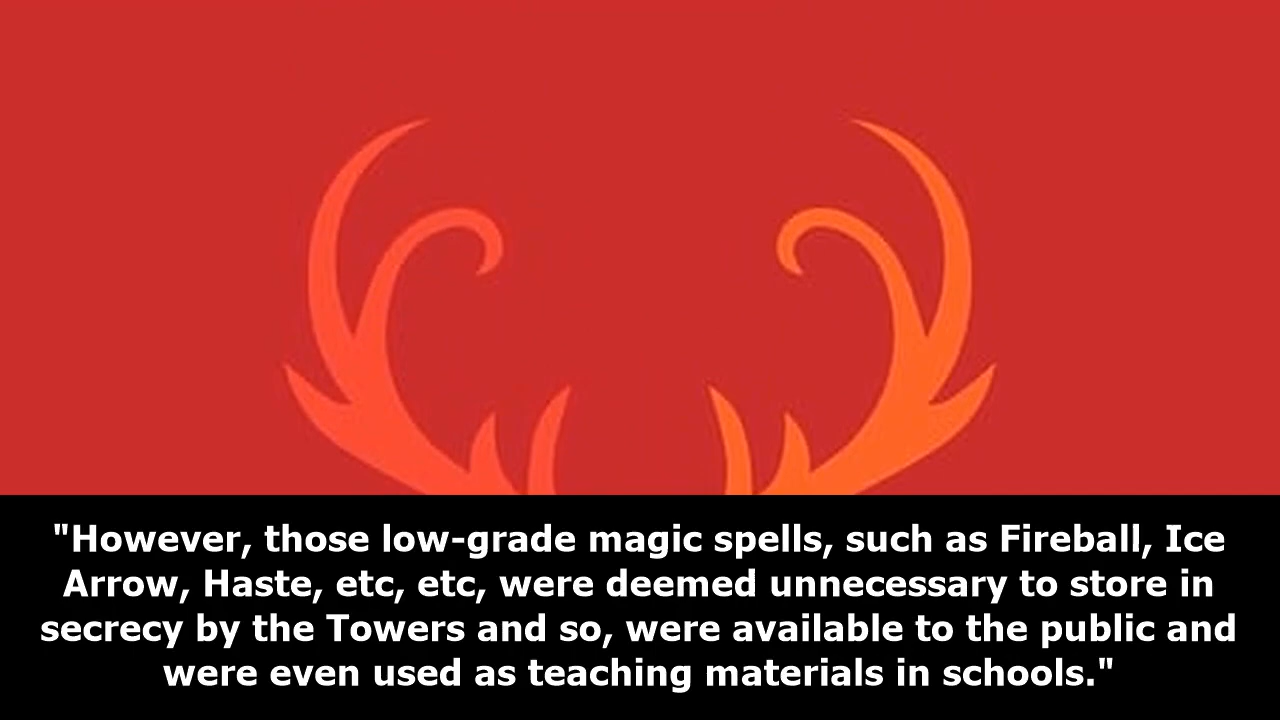 "However, those low-grade magic spells, such as Fireball, Ice
Arrow, Haste, etc, etc, were deemed unnecessary to store in
secrecy by the Towers and so, were available to the public and
were even used as teaching materials in schools."